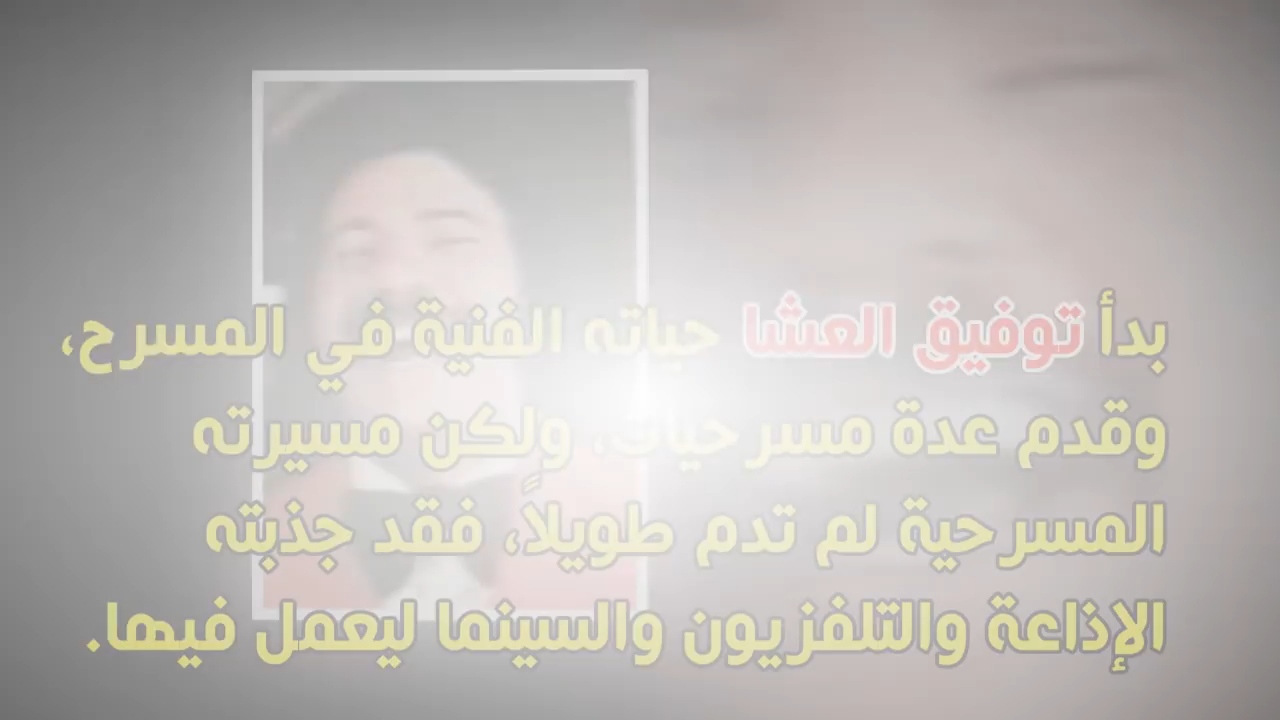 بدأ توفيق العشا حياته الفنية في المسرح،
وقدم عدة مسرحيات، ولكن مسيرته
المسرحية لم تدم طويلاً، فقد جذبته
الإذاعة والتلفزيون والسينما ليعمل فيها.